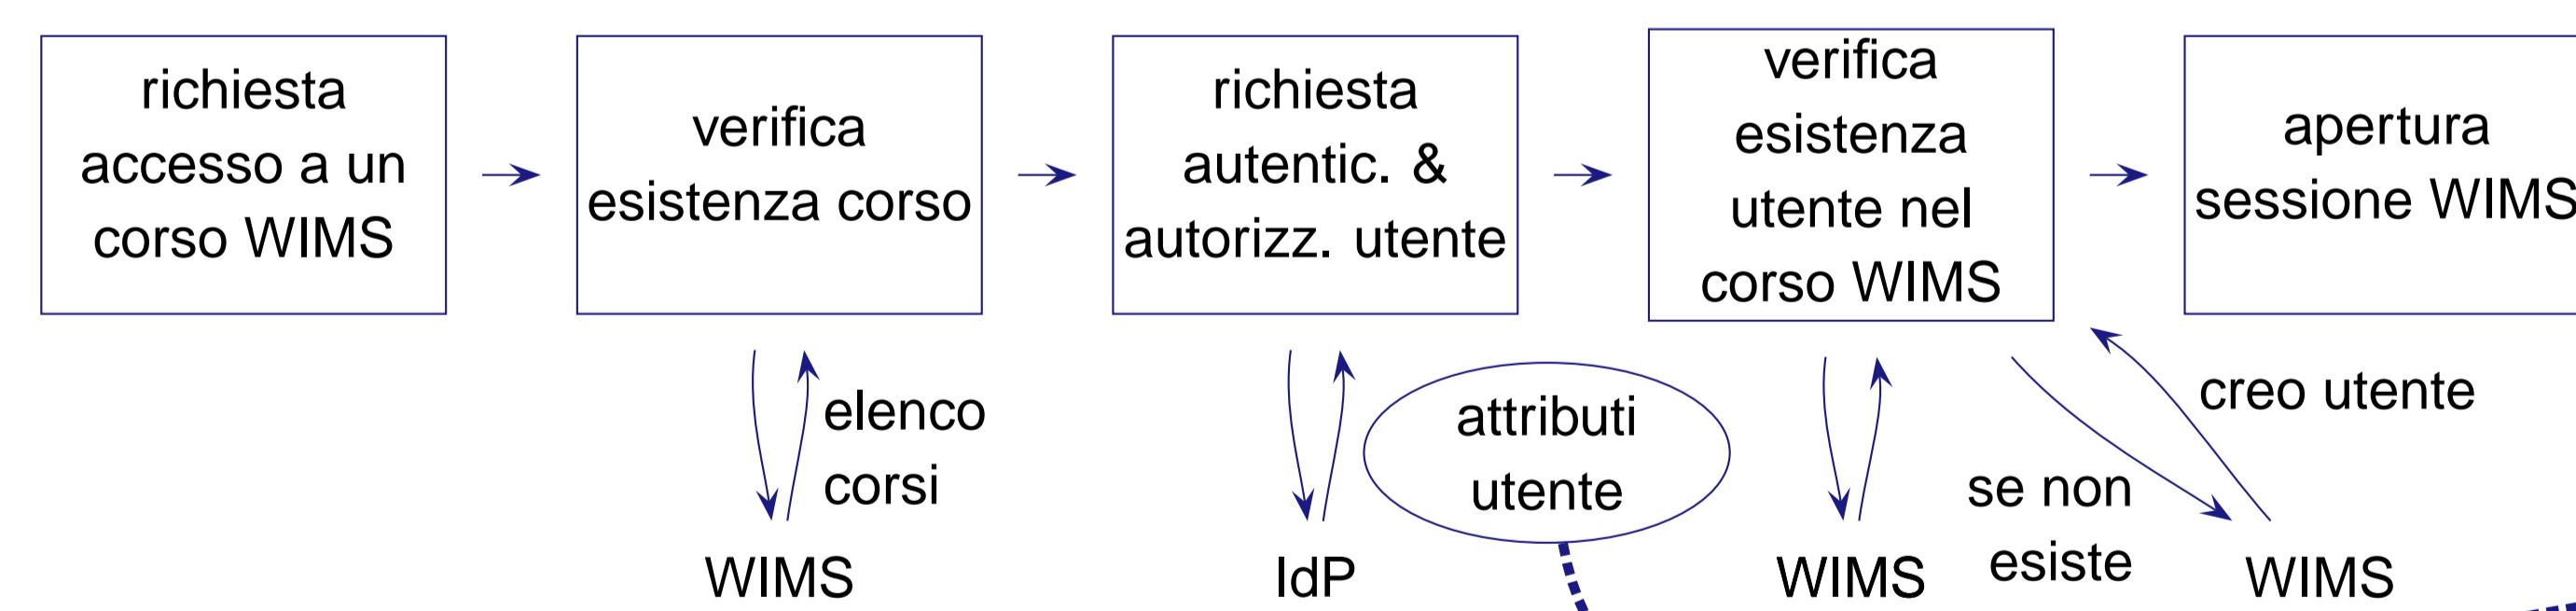 richiesta
accesso a un
corso WIMS
verifica
esistenza corso
richiesta
autentic. &
autorizz. utente
verifica
esistenza
utente nel
corso WIMS
apertura
sessione WIMS
elenco
corsi
attributi
utente
creo utente
se non
esiste
WIMS
IdP
WIMS
WIMS